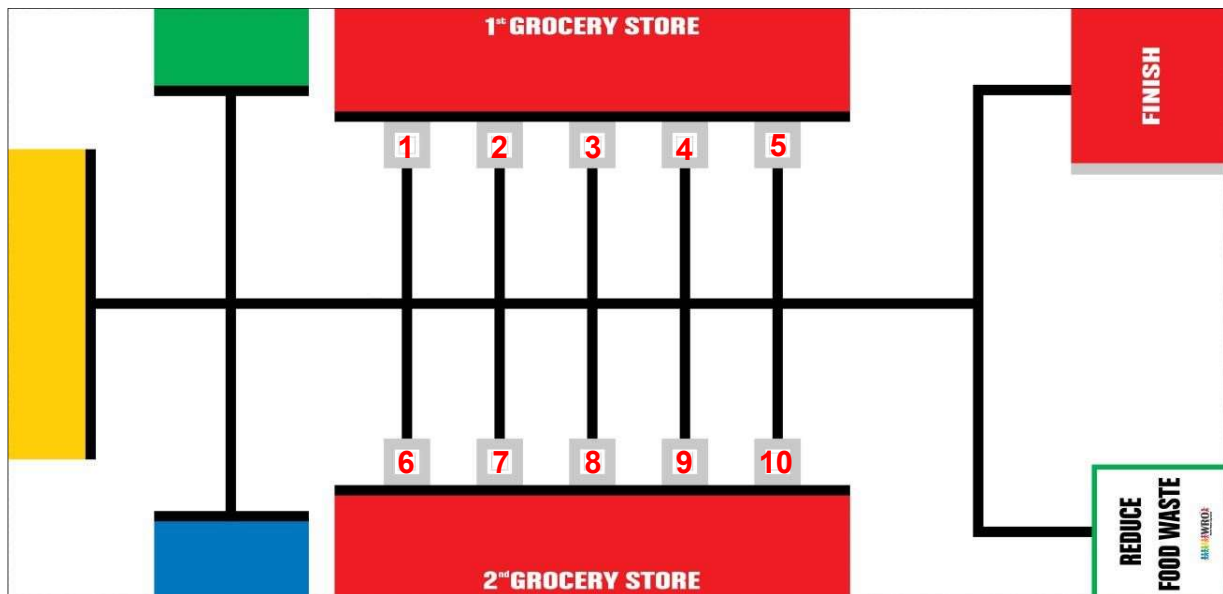 1st GROCERY STORE
FINISH
1 2 3 4 5
6 7 8 9 10
REDUCE
FOOD WASTE
WRO
2nd GROCERY STORE